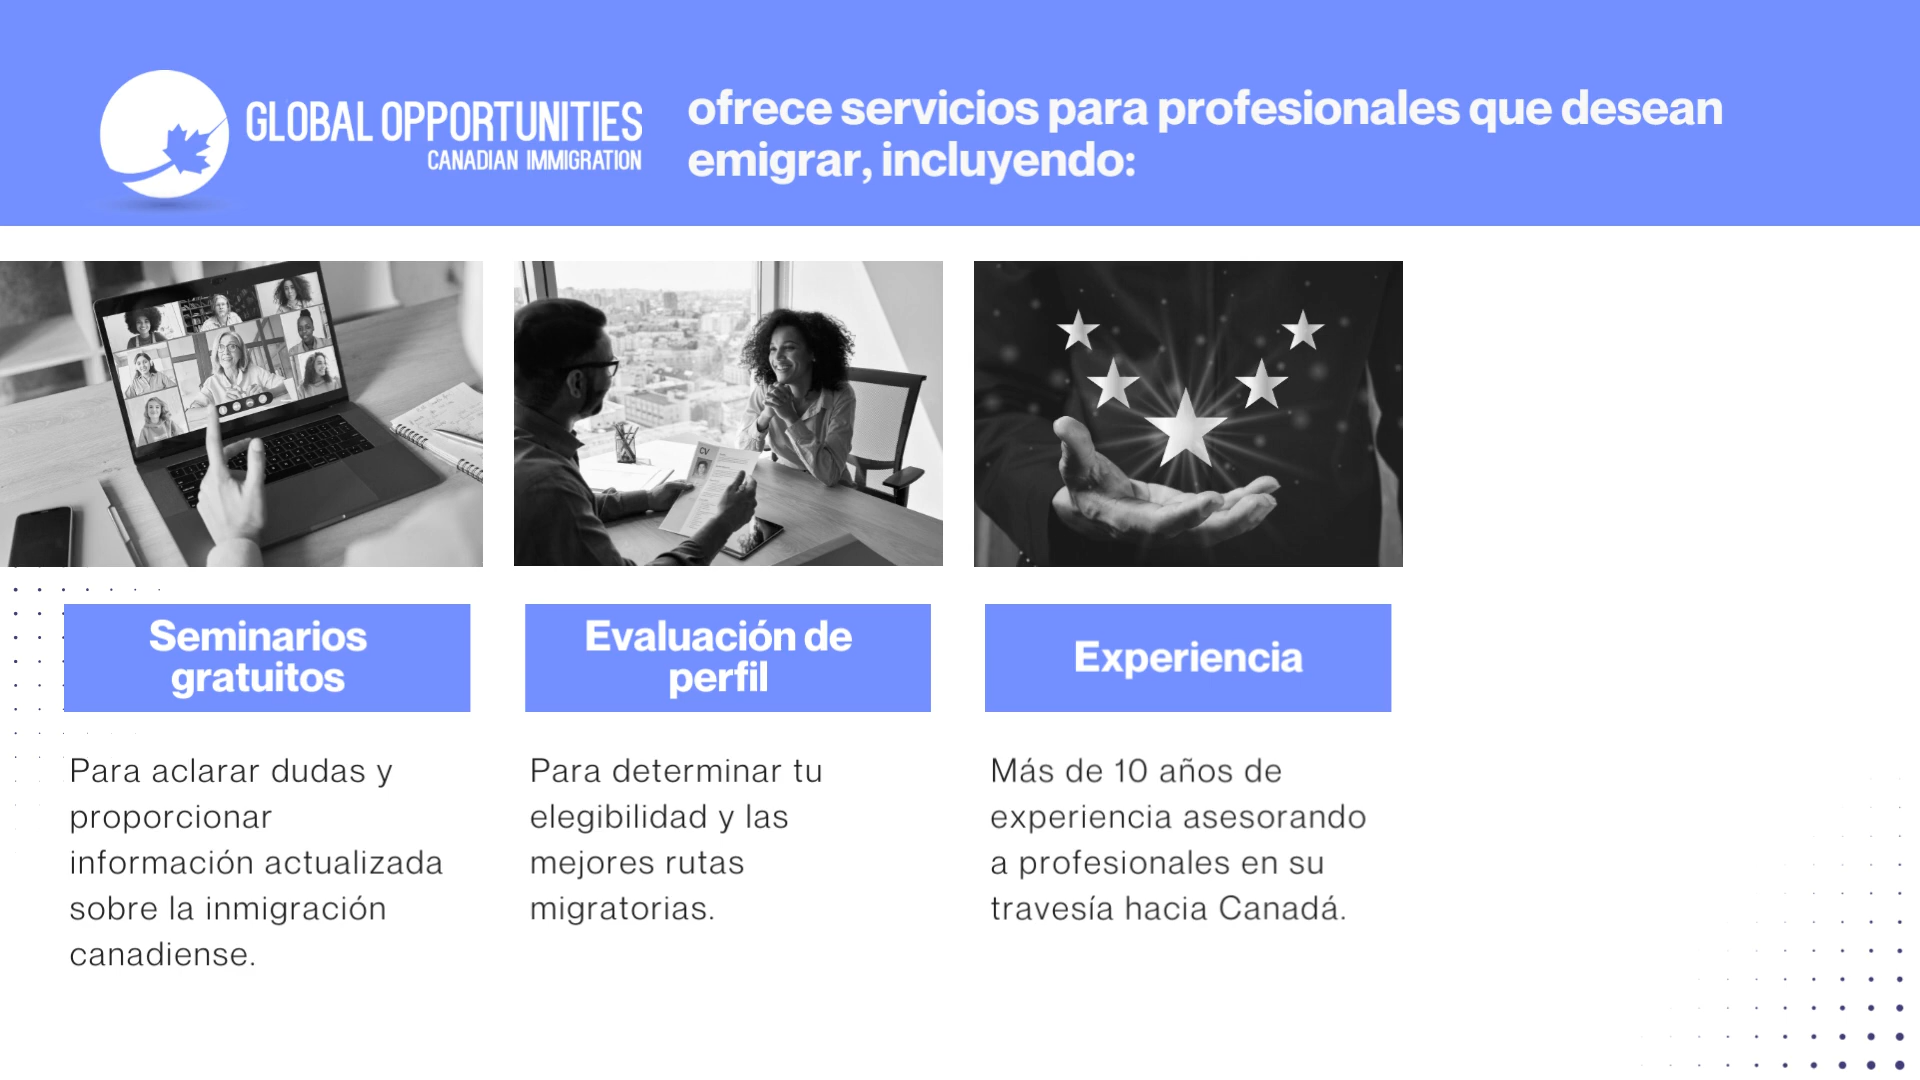 GLOBAL OPPORTUNITIES
CANADIAN IMMIGRATION
ofrece servicios para profesionales que desean
emigrar, incluyendo:
CV
Seminarios
gratuitos
Evaluación de
perfil
Experiencia
Para aclarar dudas y
proporcionar
información actualizada
sobre la inmigración
canadiense.
Para determinar tu
elegibilidad y las
mejores rutas
migratorias.
Más de 10 años de
experiencia asesorando
a profesionales en su
travesía hacia Canadá.